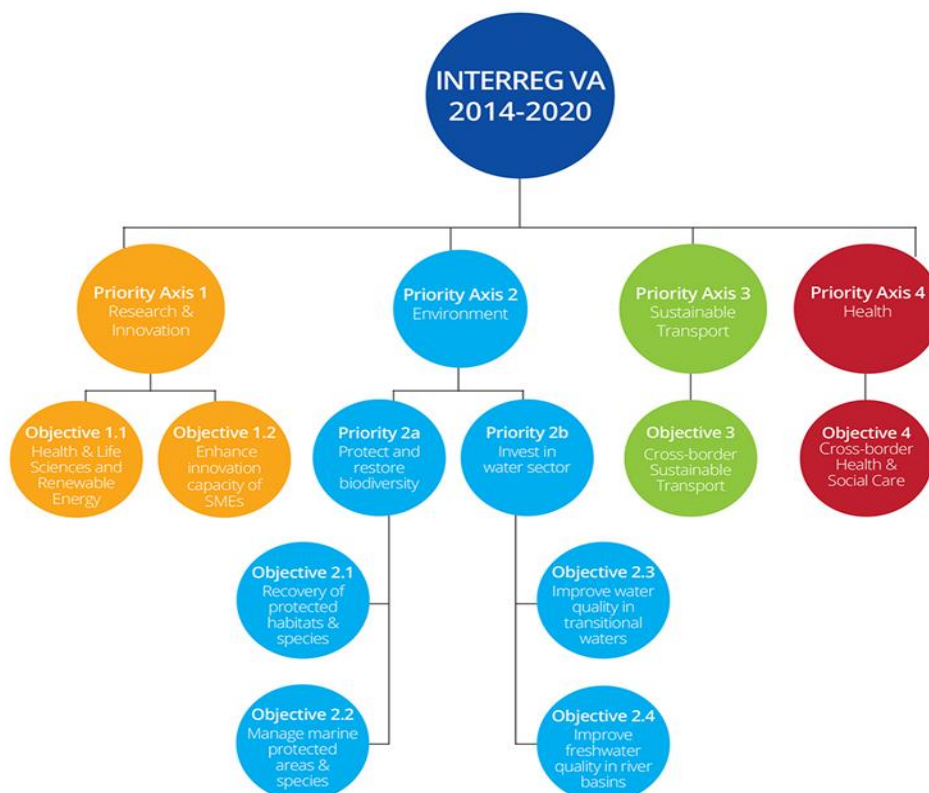 INTERREG VA
2014-2020
Priority Axis 1
Research &
Innovation
Priority Axis 2
Environment
Priority Axis 3
Sustainable
Transport
Priority Axis 4
Health
Objective 1.1
Health & Life
Sciences and
Renewable
Energy
Objective 1.2
Enhance
innovation
capacity of
SMEs
Priority 2a
Protect and
restore
biodiversity
Priority 2b
Invest in
water sector
Objective 3
Cross-border
Sustainable
Transport
Objective 4
Cross-border
Health &
Social Care
Objective 2.1
Recovery of
protected
habitats &
species
Objective 2.3
Improve water
quality in
transitional
waters
Objective 2.2
Manage marine
protected
areas &
species
Objective 2.4
Improve
freshwater
quality in river
basins